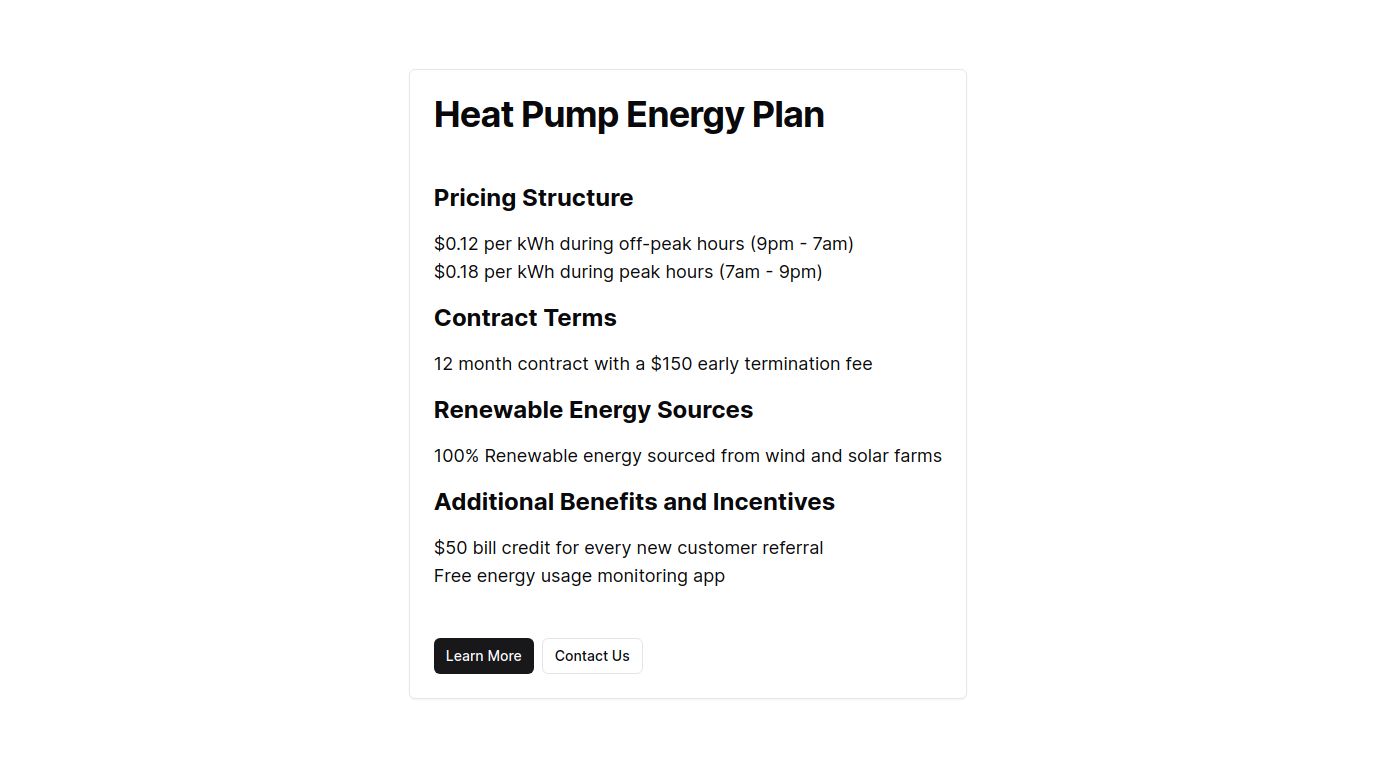 Heat Pump Energy Plan
Pricing Structure
$0.12 per kWh during off-peak hours (9pm - 7am)
$0.18 per kWh during peak hours (7am - 9pm)
Contract Terms
12 month contract with a $150 early termination fee
Renewable Energy Sources
100% Renewable energy sourced from wind and solar farms
Additional Benefits and Incentives
$50 bill credit for every new customer referral
Free energy usage monitoring app
Learn More
Contact Us